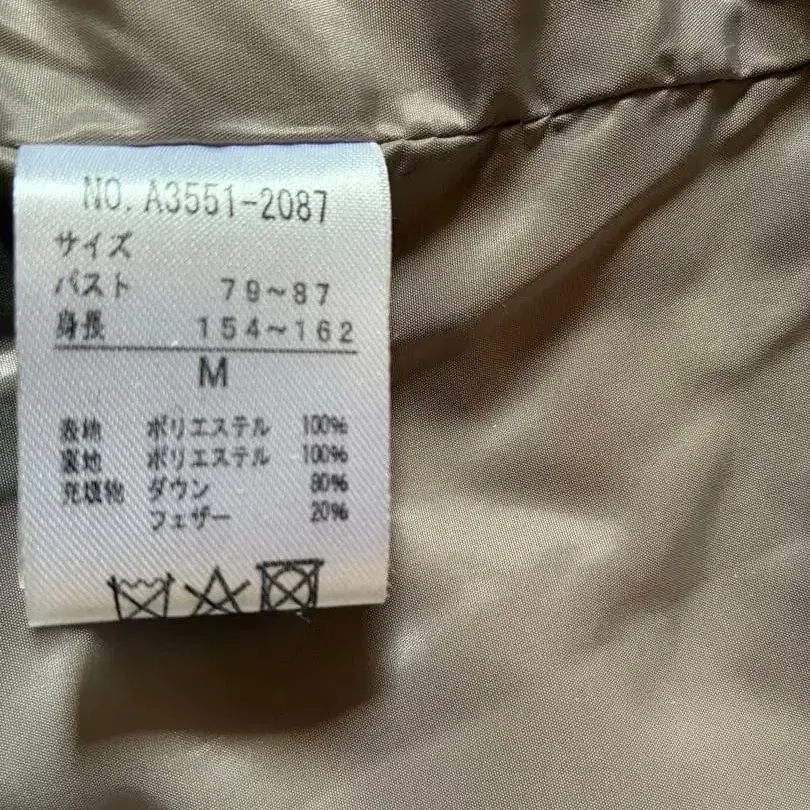 NO. A3551-2087
サイズ
バスト 79~87
身長 154~162
M
表地 ポリエステル 100%
裏地 ポリエステル 100%
充填物 ダウン 80%
フェザー 20%